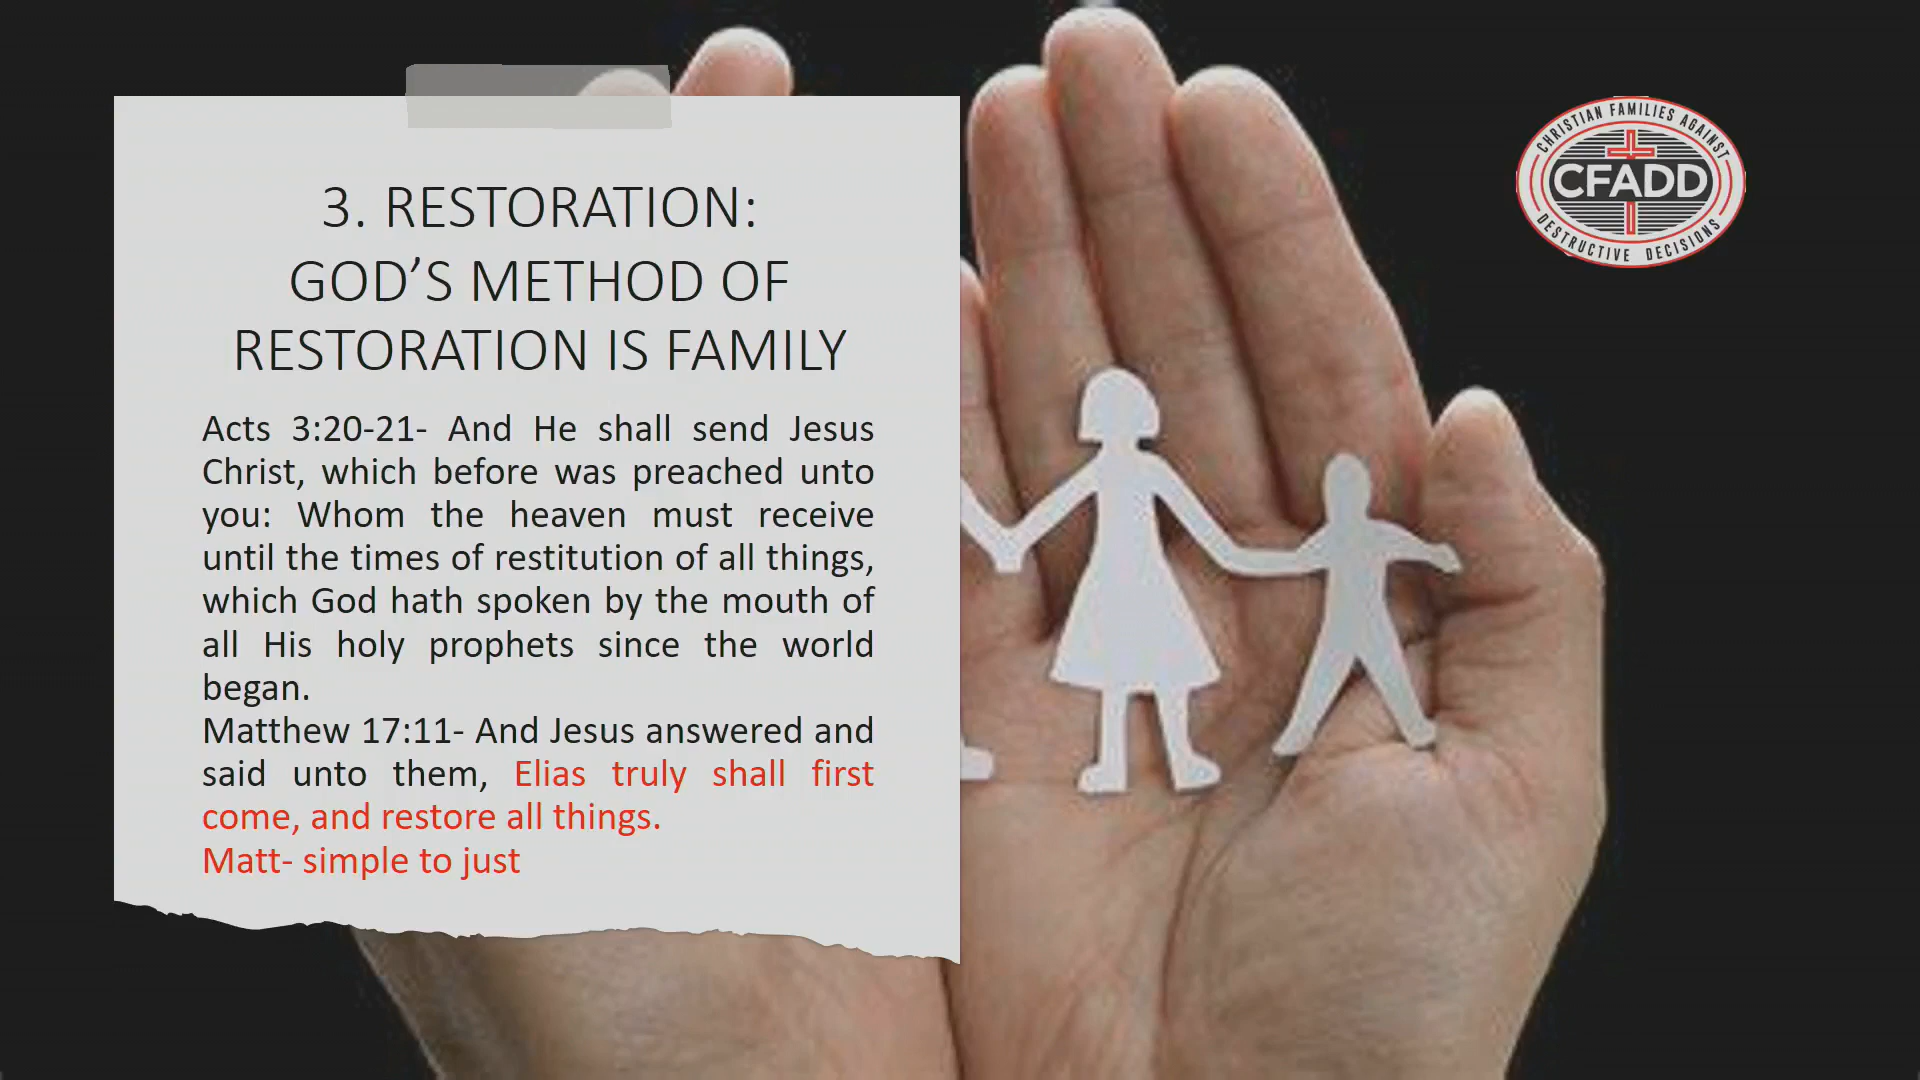 3. RESTORATION:
GOD’S METHOD OF
RESTORATION IS FAMILY
Acts 3:20-21- And He shall send Jesus
Christ, which before was preached unto
you: Whom the heaven must receive
until the times of restitution of all things,
which God hath spoken by the mouth of
all His holy prophets since the world
began.
Matthew 17:11- And Jesus answered and
said unto them, Elias truly shall first
come, and restore all things.
Matt- simple to just
CHRISTIAN FAMILIES AGAINST
CFADD
DESTRUCTIVE DECISIONS